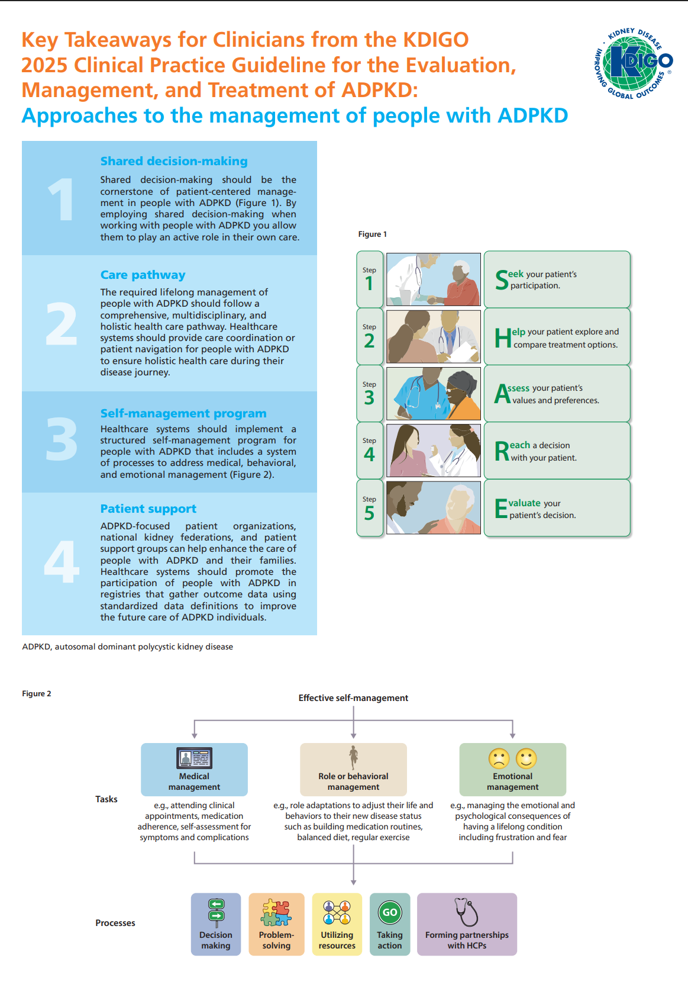 Key Takeaways for Clinicians from the KDIGO
2025 Clinical Practice Guideline for the Evaluation,
Management, and Treatment of ADPKD:
Approaches to the management of people with ADPKD
KIDNEY DISEASE
IMPROVING GLOBAL OUTCOMES
KDIGO
®
1
Shared decision-making
Shared decision-making should be the
cornerstone of patient-centered manage-
ment in people with ADPKD (Figure 1). By
employing shared decision-making when
working with people with ADPKD you allow
them to play an active role in their own care.
2
Care pathway
The required lifelong management of
people with ADPKD should follow a
comprehensive, multidisciplinary, and
holistic health care pathway. Healthcare
systems should provide care coordination or
patient navigation for people with ADPKD
to ensure holistic health care during their
disease journey.
3
Self-management program
Healthcare systems should implement a
structured self-management program for
people with ADPKD that includes a system
of processes to address medical, behavioral,
and emotional management (Figure 2).
4
Patient support
ADPKD-focused patient organizations,
national kidney federations, and patient
support groups can help enhance the care of
people with ADPKD and their families.
Healthcare systems should promote the
participation of people with ADPKD in
registries that gather outcome data using
standardized data definitions to improve
the future care of ADPKD individuals.
ADPKD, autosomal dominant polycystic kidney disease
Figure 1
Step
1
Seek your patient's
participation.
Step
2
Help your patient explore and
compare treatment options.
Step
3
Assess your patient's
values and preferences.
Step
4
Reach a decision
with your patient.
Step
5
Evaluate your
patient's decision.
Figure 2
Effective self-management
Tasks
Medical
management
e.g., attending clinical
appointments, medication
adherence, self-assessment for
symptoms and complications
Role or behavioral
management
e.g., role adaptations to adjust their life and
behaviors to their new disease status
such as building medication routines,
balanced diet, regular exercise
Emotional
management
e.g., managing the emotional and
psychological consequences of
having a lifelong condition
including frustration and fear
Processes
Decision
making
Problem-
solving
Utilizing
resources
GO
Taking
action
Forming partnerships
with HCPs